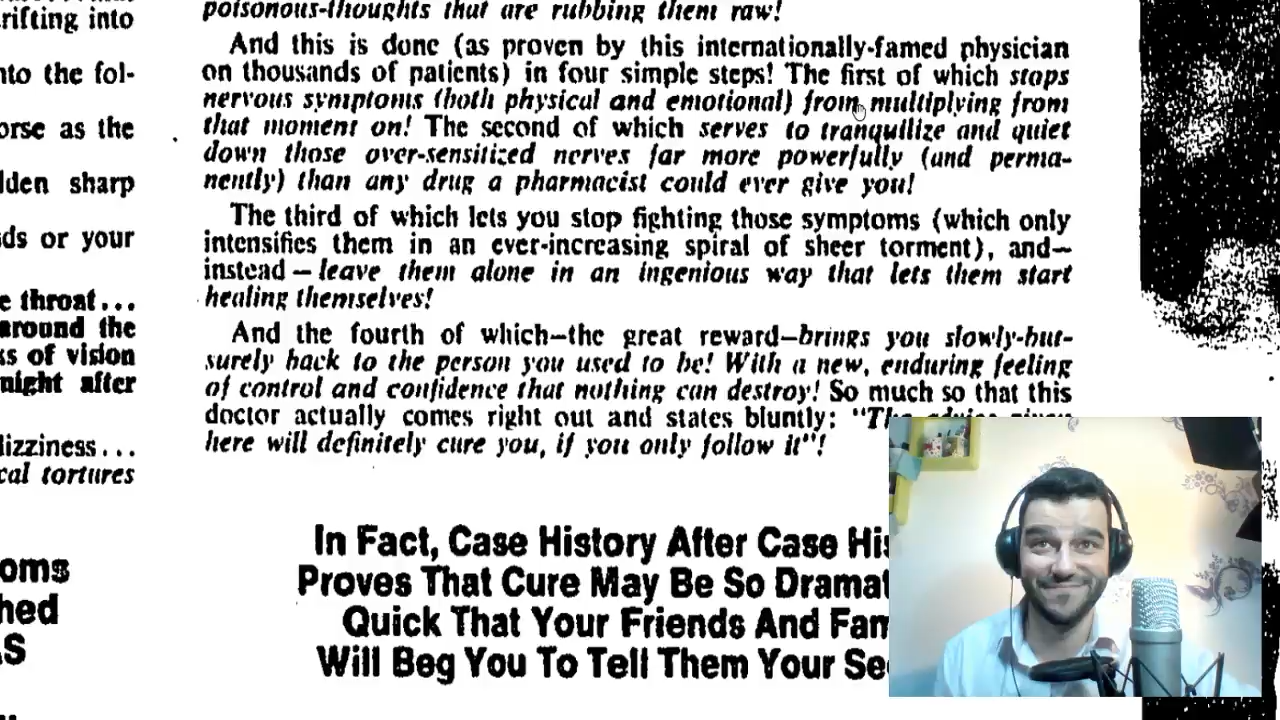 rifting into
nto the fol-
orse as the
lden sharp
ds or your
e throat...
around the
ks of vision
night after
lizziness...
cal tortures
oms
hed
AS
poisonous-thoughts that are rubbing them raw!
And this is done (as proven by this internationally-famed physician
on thousands of patients) in four simple steps! The first of which stops
nervous symptoms (both physical and emotional) from multiplying from
that moment on! The second of which serves to tranquilize and quiet
down those over-sensitized nerves far more powerfully (and perma-
nently) than any drug a pharmacist could ever give you!
The third of which lets you stop fighting those symptoms (which only
intensifies them in an ever-increasing spiral of sheer torment), and—
instead—leave them alone in an ingenious way that lets them start
healing themselves!
And the fourth of which—the great reward—brings you slowly-but-
surely back to the person you used to be! With a new, enduring feeling
of control and confidence that nothing can destroy! So much so that this
doctor actually comes right out and states bluntly: "The advice given
here will definitely cure you, if you only follow it"!
In Fact, Case History After Case His
Proves That Cure May Be So Dramat
Quick That Your Friends And Fam
Will Beg You To Tell Them Your Se